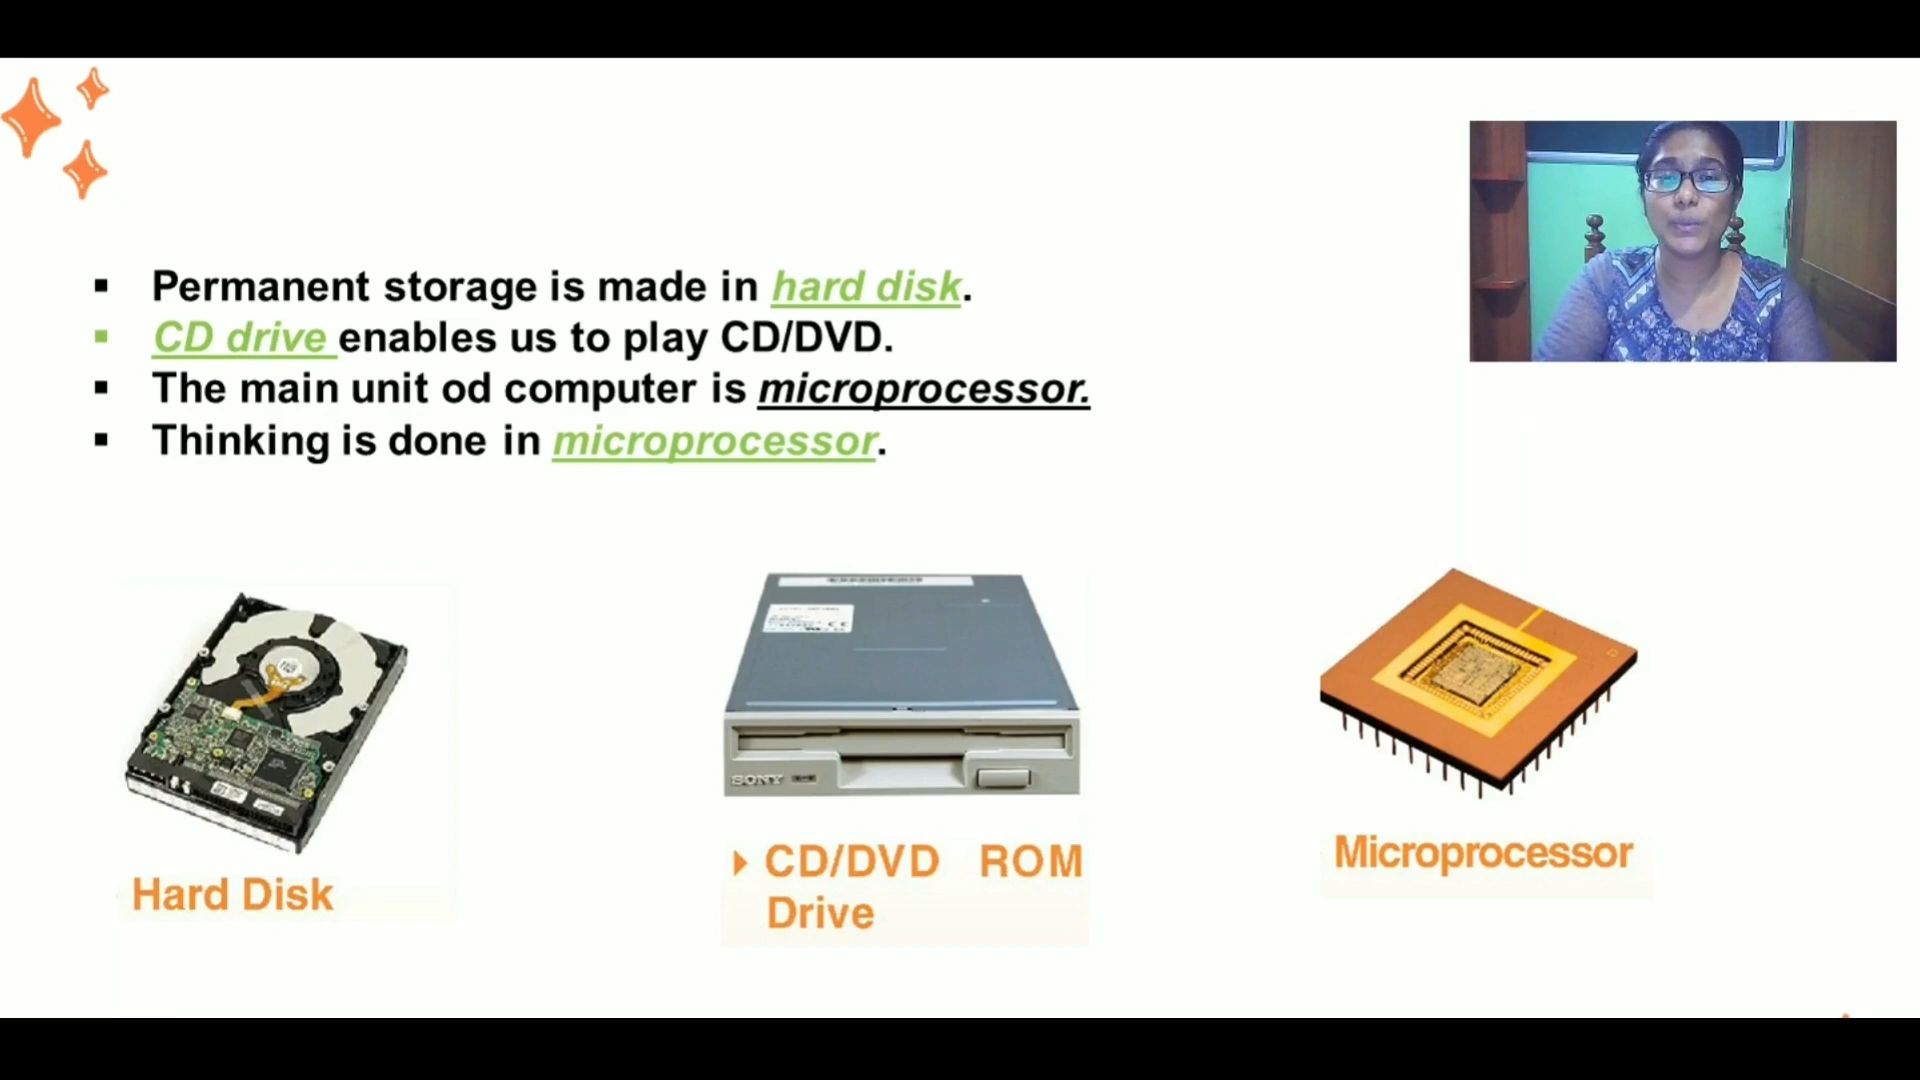 Permanent storage is made in hard disk.
CD drive enables us to play CD/DVD.
The main unit od computer is microprocessor.
Thinking is done in microprocessor.
SONY
Hard Disk
CD/DVD ROM
Drive
Microprocessor